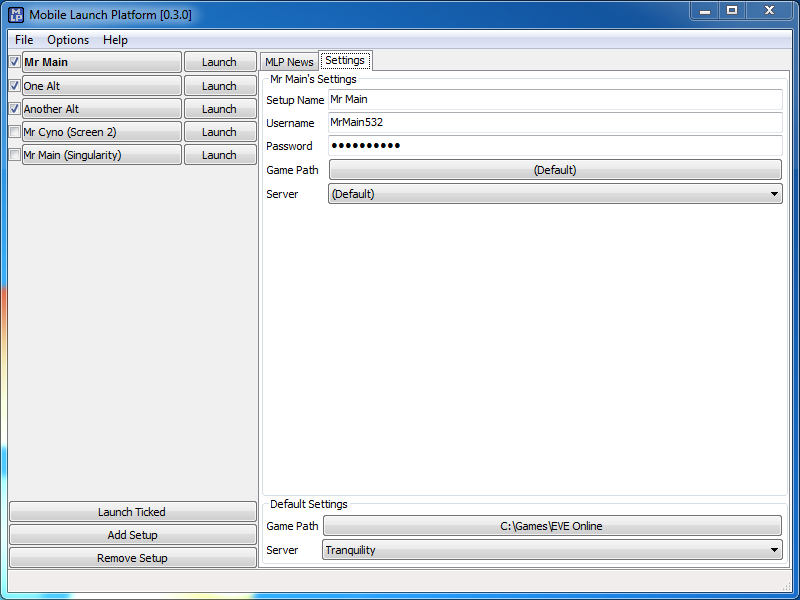 Mobile Launch Platform [0.3.0]
File Options Help
Mr Main Launch
One Alt Launch
Another Alt Launch
Mr Cyno (Screen 2) Launch
Mr Main (Singularity) Launch
Launch Ticked
Add Setup
Remove Setup
MLP News Settings
Mr Main's Settings
Setup Name Mr Main
Username MrMain532
Password ●●●●●●●●●●
Game Path (Default)
Server (Default)
Default Settings
Game Path C:\Games\EVE Online
Server Tranquility